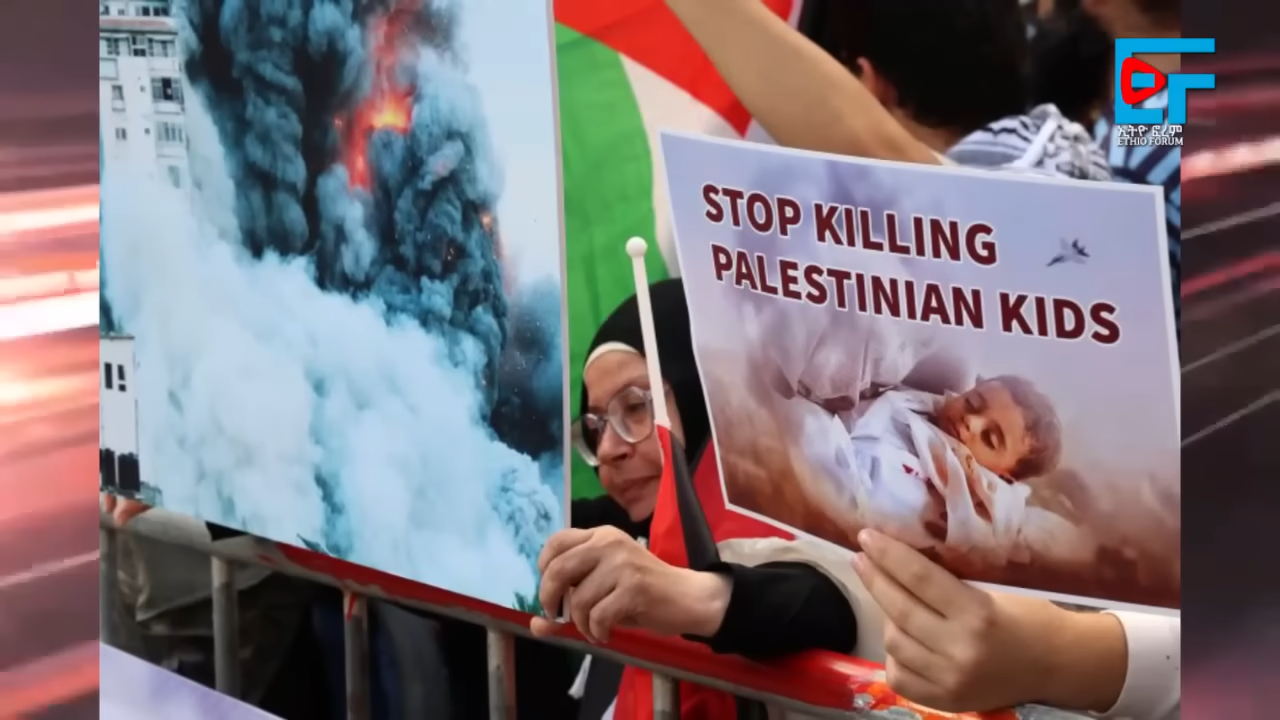 ኢትዮ ፎረም
ETHIO FORUM
STOP KILLING
PALESTINIAN KIDS